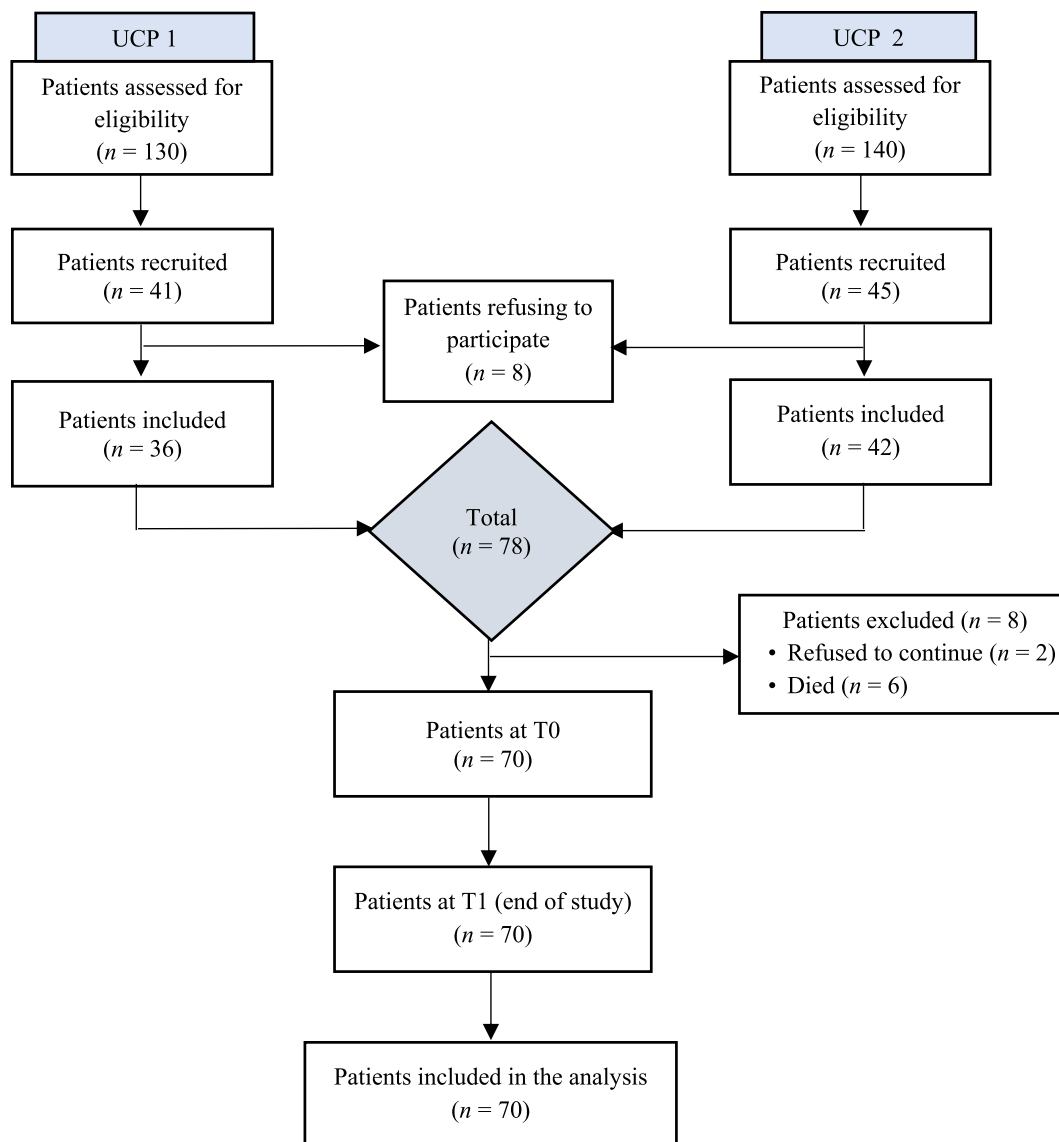 UCP 1
Patients assessed for
eligibility
(n = 130)
Patients recruited
(n = 41)
Patients included
(n = 36)
UCP 2
Patients assessed for
eligibility
(n = 140)
Patients recruited
(n = 45)
Patients included
(n = 42)
Patients refusing to
participate
(n = 8)
Total
(n = 78)
Patients excluded (n = 8)
• Refused to continue (n = 2)
• Died (n = 6)
Patients at T0
(n = 70)
Patients at T1 (end of study)
(n = 70)
Patients included in the analysis
(n = 70)